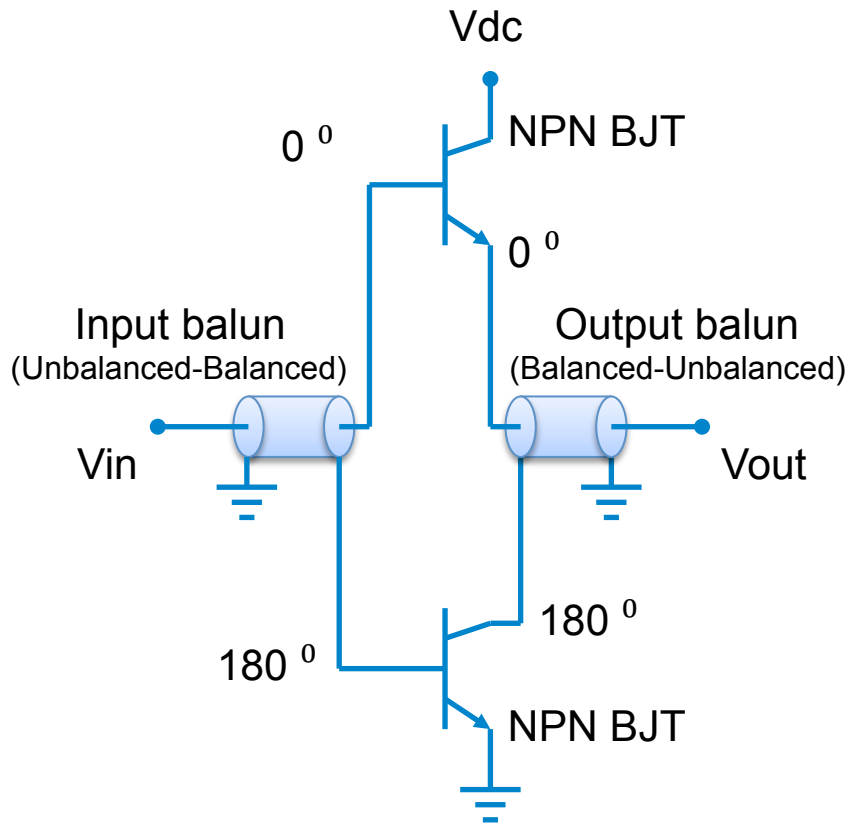 Vdc
NPN BJT
0 ⁰
0 ⁰
Input balun
(Unbalanced-Balanced)
Output balun
(Balanced-Unbalanced)
Vin
Vout
180 ⁰
180 ⁰
NPN BJT